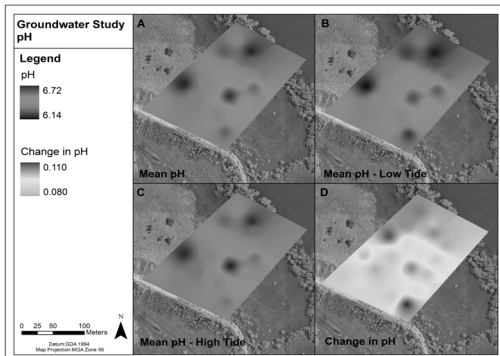 Groundwater Study
pH
Legend
pH
6.72
6.14
Change in pH
0.110
0.080
N
0 25 50 100
Meters
Datum:GDA 1994
Map Projection:MGA Zone 56
A
Mean pH
B
Mean pH - Low Tide
C
Mean pH - High Tide
D
Change in pH